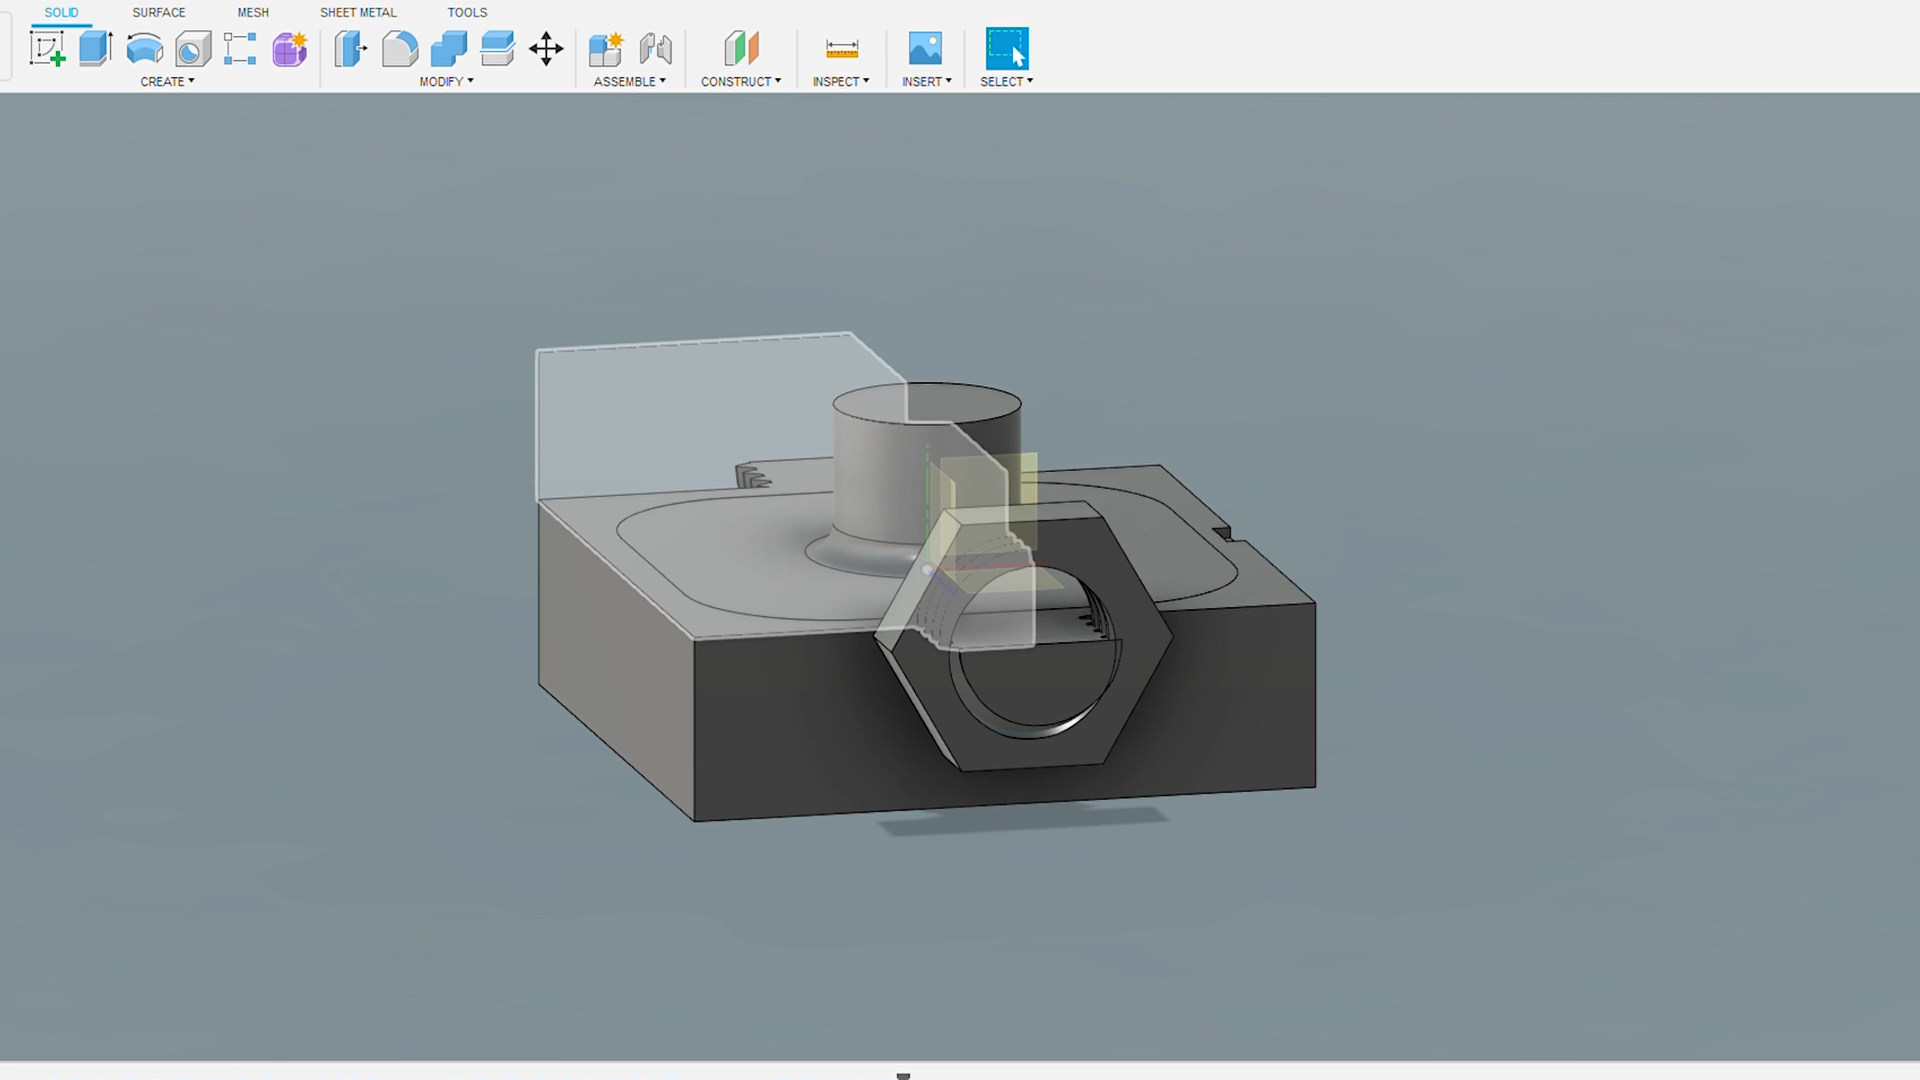 SOLID SURFACE MESH SHEET METAL TOOLS
CREATE MODIFY ASSEMBLE CONSTRUCT INSPECT INSERT SELECT